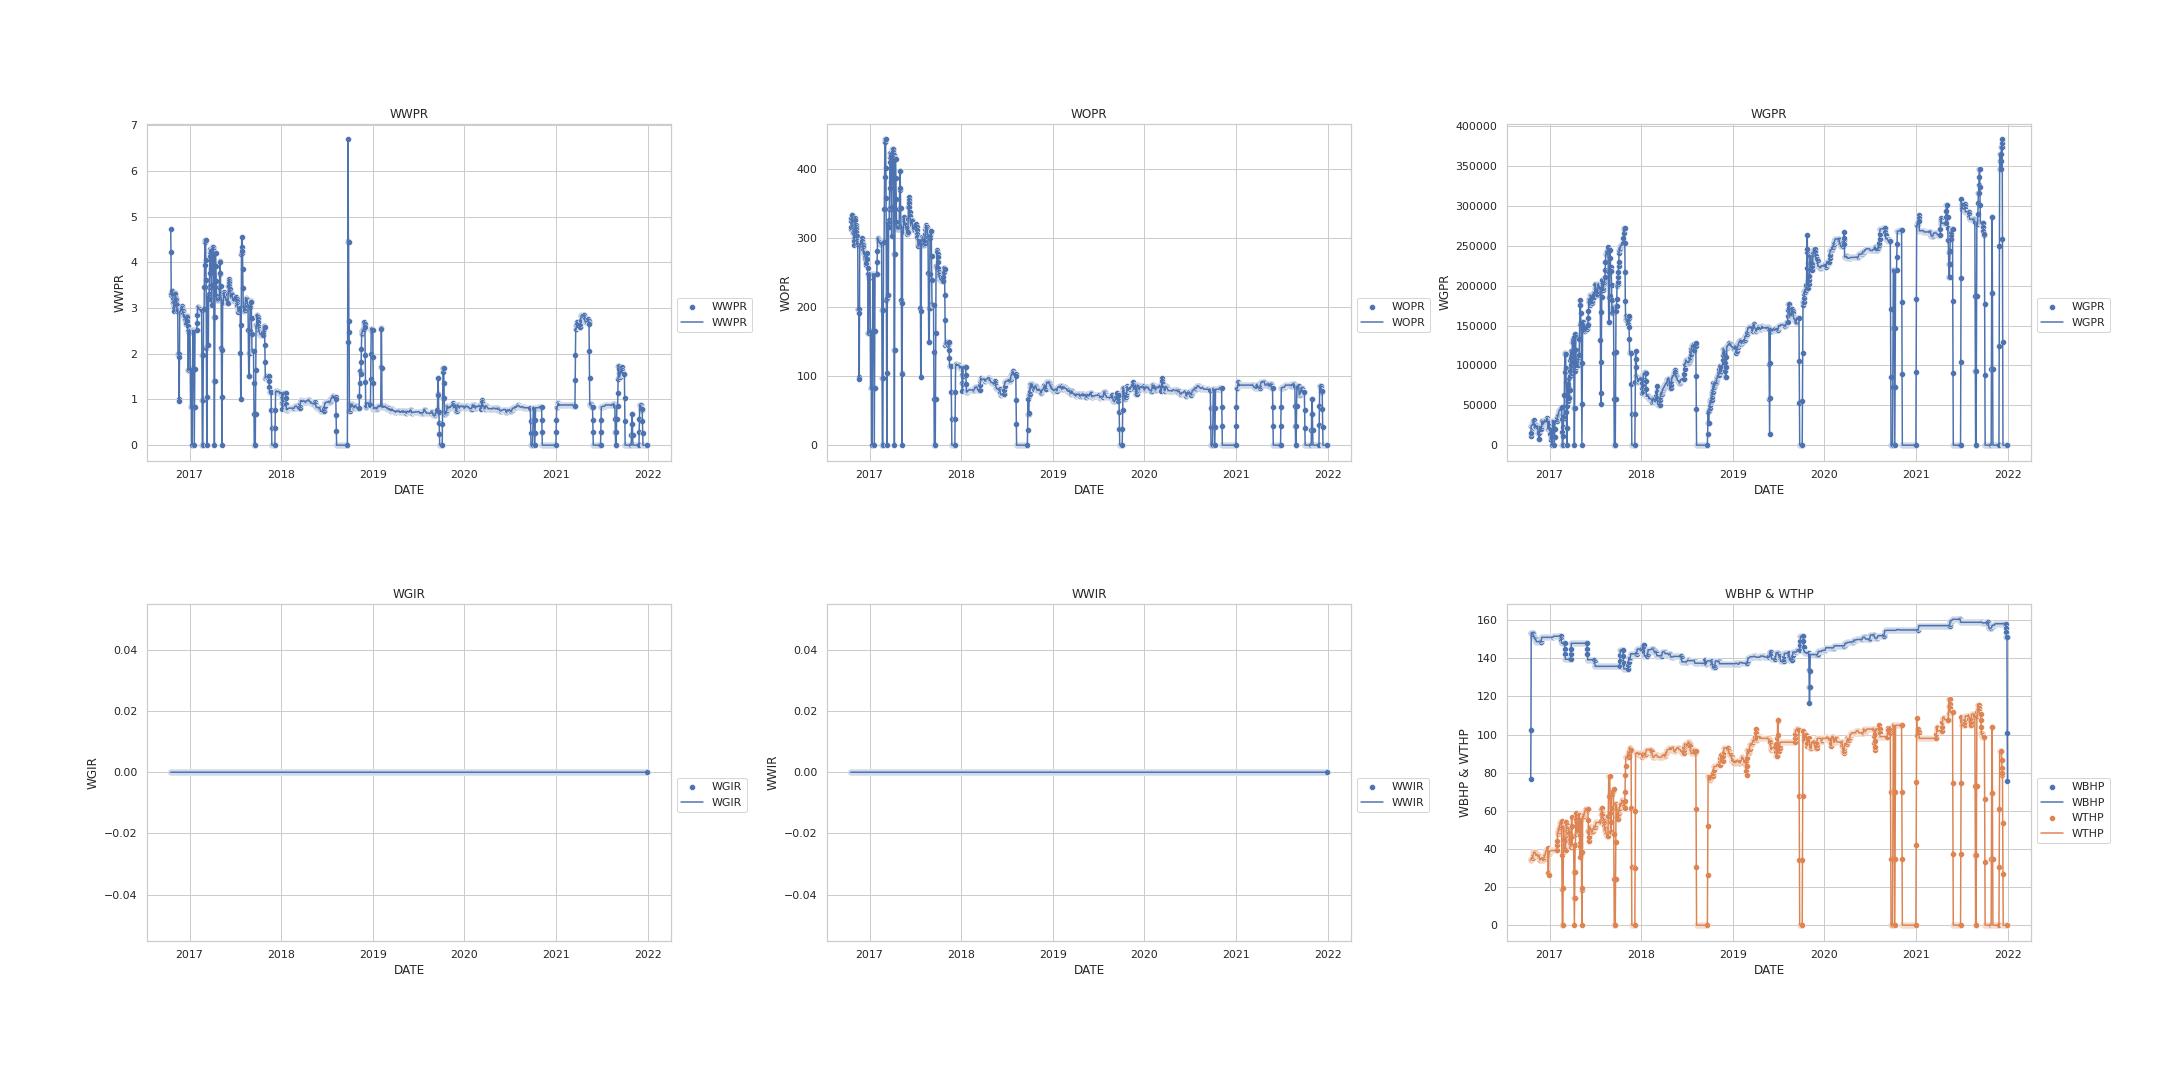 WWPR
WWPR
7
6
5
4
3
2
1
0
2017 2018 2019 2020 2021 2022
DATE
WWPR
WWPR
WOPR
WOPR
400
300
200
100
0
2017 2018 2019 2020 2021 2022
DATE
WOPR
WOPR
WGPR
WGPR
400000
350000
300000
250000
200000
150000
100000
50000
0
2017 2018 2019 2020 2021 2022
DATE
WGPR
WGPR
WGIR
WGIR
0.04
0.02
0.00
−0.02
−0.04
2017 2018 2019 2020 2021 2022
DATE
WGIR
WGIR
WWIR
WWIR
0.04
0.02
0.00
−0.02
−0.04
2017 2018 2019 2020 2021 2022
DATE
WWIR
WWIR
WBHP & WTHP
WBHP & WTHP
160
140
120
100
80
60
40
20
0
2017 2018 2019 2020 2021 2022
DATE
WBHP
WBHP
WTHP
WTHP